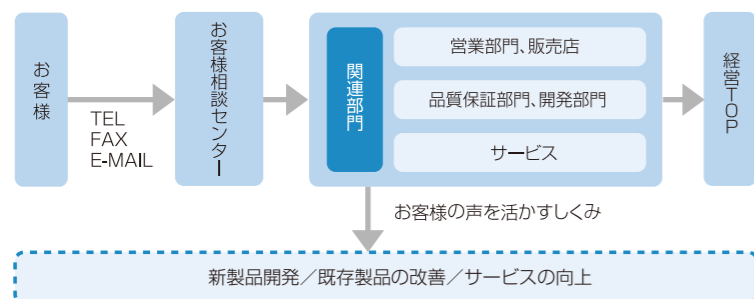 お客様
TEL
FAX
E-MAIL
お客様相談センター
関連部門
営業部門、販売店
品質保証部門、開発部門
サービス
経営TOP
お客様の声を活かすしくみ
新製品開発／既存製品の改善／サービスの向上